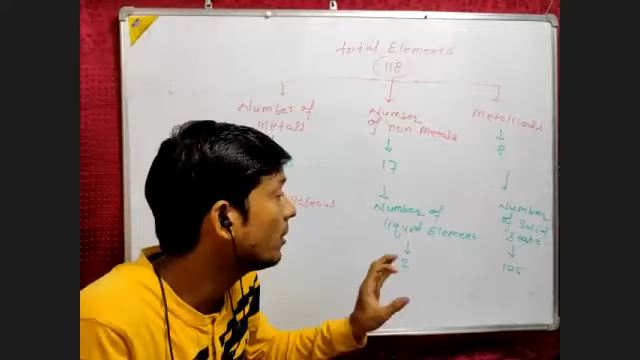 Total Elements
118
Number of
metals
Number
of non metals
17
Number of
liquid Element
2
Metalloids
8
Number
of Solid
state
105
gaseous